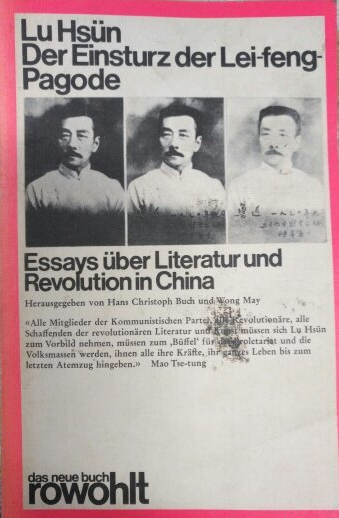 Lu Hsün
Der Einsturz der Lei-feng-
Pagode
Essays über Literatur und
Revolution in China
Herausgegeben von Hans Christoph Buch und Wong May
«Alle Mitglieder der Kommunistischen Partei, alle Revolutionäre, alle
Schaffenden der revolutionären Literatur und Kunst müssen sich Lu Hsün
zum Vorbild nehmen, müssen zum ‚Büffel‘ für das Proletariat und die
Volksmassen werden, ihnen alle ihre Kräfte, ihr ganzes Leben bis zum
letzten Atemzug hingeben.» Mao Tse-tung
das neue buch
rowohlt